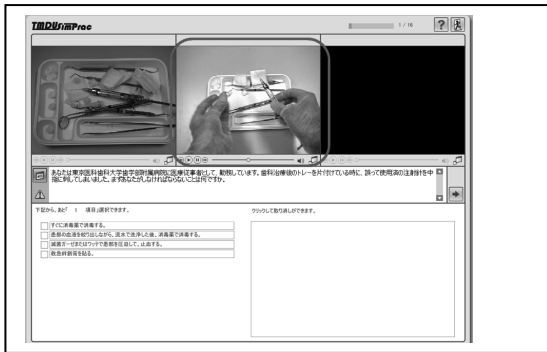 TMDUSimProc
1 / 16
?
あなたは東京医科歯科大学歯学部附属病院に医療従事者として、勤務しています。歯科治療後のトレーを片付けている時に、誤って使用済の注射針を中
指に刺してしまいました。まずあなたがしなければならないことは何ですか。
下記から、あと「 1 項目」選択できます。
クリックして取り消しができます。
すぐに消毒薬で消毒する。
患部の血液を絞り出しながら、流水で洗浄した後、消毒薬で消毒する。
滅菌ガーゼまたはワッテで患部を圧迫して、止血する。
救急絆創膏を貼る。